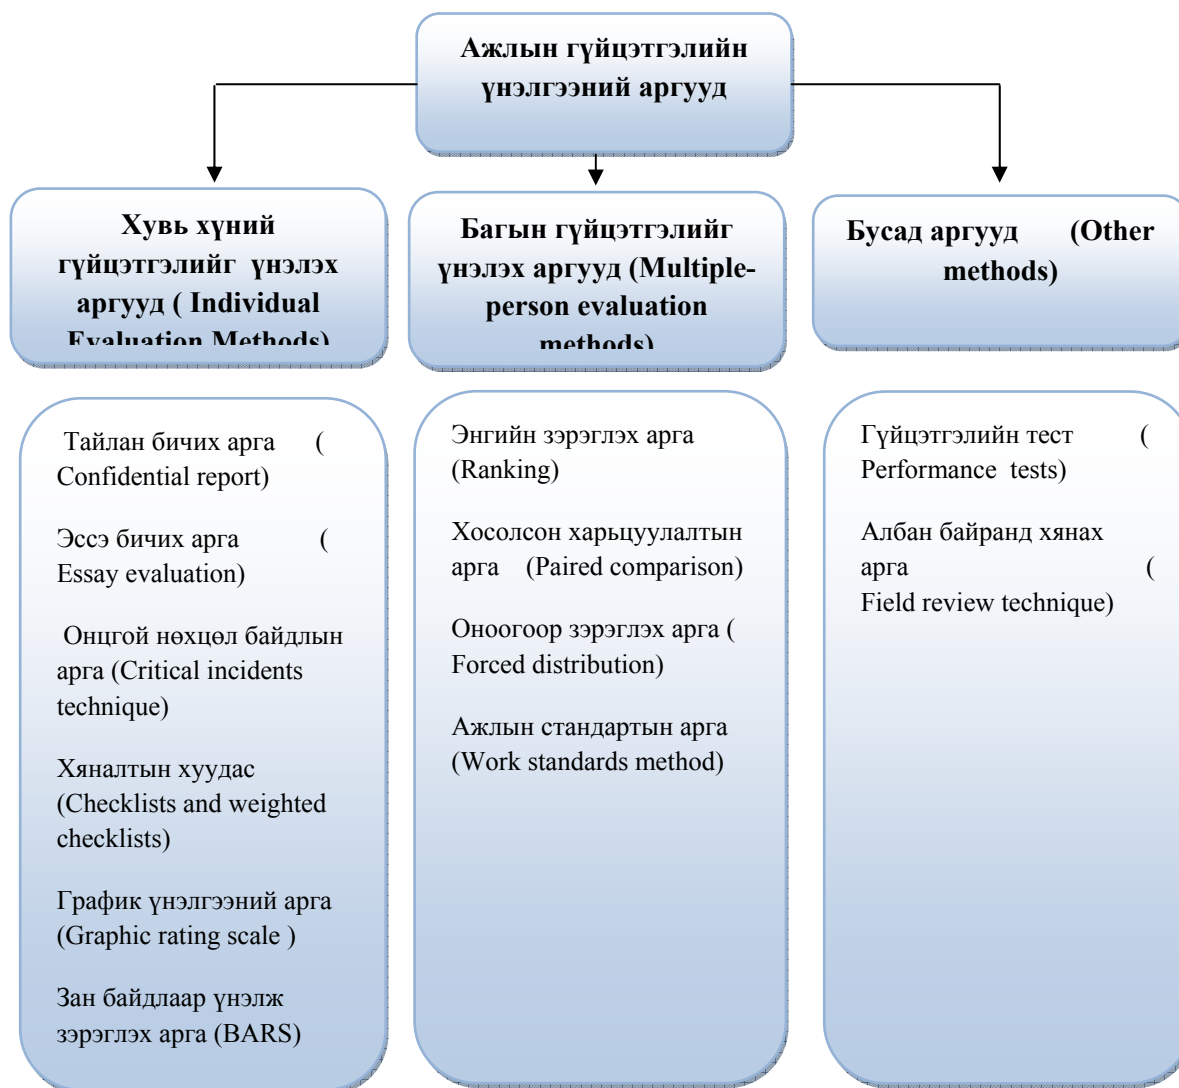 Ажлын гүйцэтгэлийн
үнэлгээний аргууд
Хувь хүний
гүйцэтгэлийг үнэлэх
аргууд ( Individual
Evaluation Methods)
Багын гүйцэтгэлийг
үнэлэх аргууд (Multiple-
person evaluation
methods)
Бусад аргууд (Other
methods)
Тайлан бичих арга (
Confidential report)
Эссэ бичих арга (
Essay evaluation)
Онцгой нөхцөл байдлын
арга (Critical incidents
technique)
Хяналтын хуудас
(Checklists and weighted
checklists)
График үнэлгээний арга
(Graphic rating scale )
Зан байдлаар үнэлж
зэрэглэх арга (BARS)
Энгийн зэрэглэх арга
(Ranking)
Хосолсон харьцуулалтын
арга (Paired comparison)
Оноогоор зэрэглэх арга (
Forced distribution)
Ажлын стандартын арга
(Work standards method)
Гүйцэтгэлийн тест (
Performance tests)
Албан байранд хянах
арга (
Field review technique)